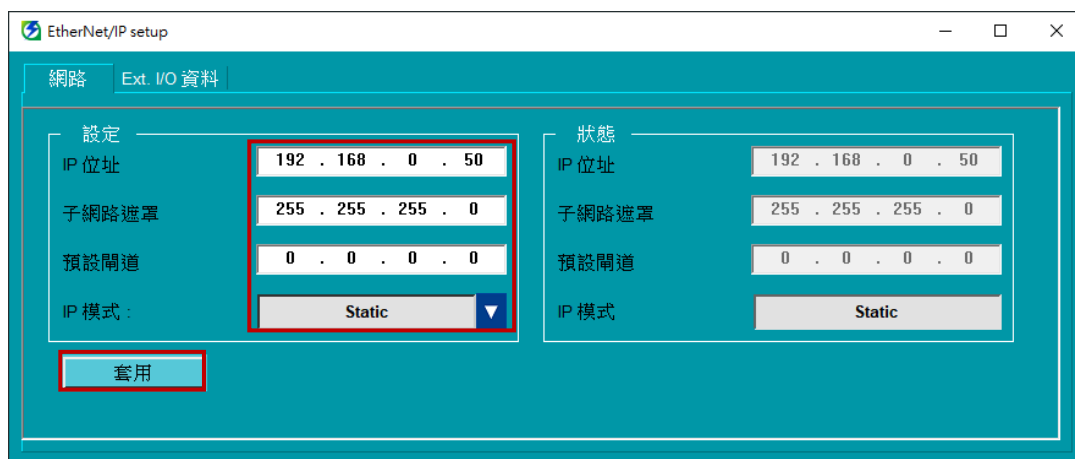 EtherNet/IP setup
網路 Ext. I/O 資料
設定
IP 位址 192 . 168 . 0 . 50
子網路遮罩 255 . 255 . 255 . 0
預設閘道 0 . 0 . 0 . 0
IP 模式 : Static
套用
狀態
IP 位址 192 . 168 . 0 . 50
子網路遮罩 255 . 255 . 255 . 0
預設閘道 0 . 0 . 0 . 0
IP 模式 Static